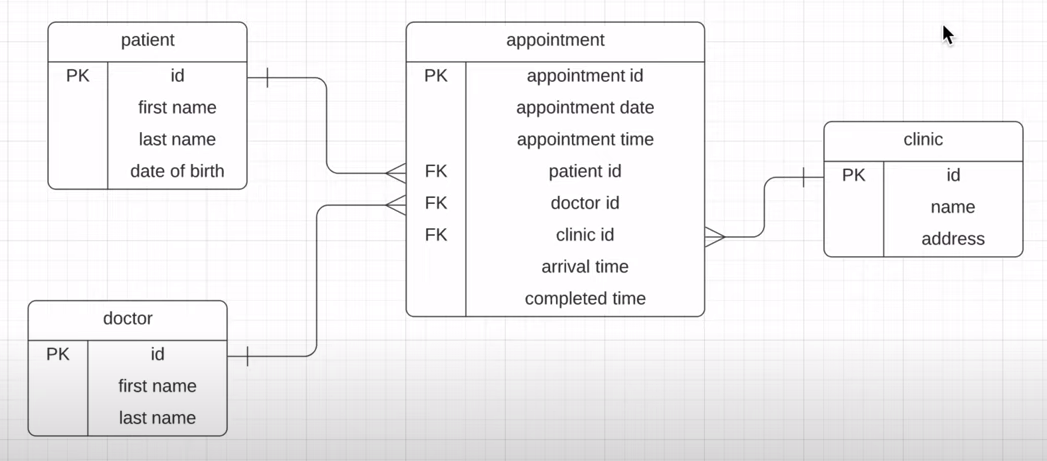 patient
PK id
first name
last name
date of birth
appointment
PK appointment id
appointment date
appointment time
FK patient id
FK doctor id
FK clinic id
arrival time
completed time
clinic
PK id
name
address
doctor
PK id
first name
last name